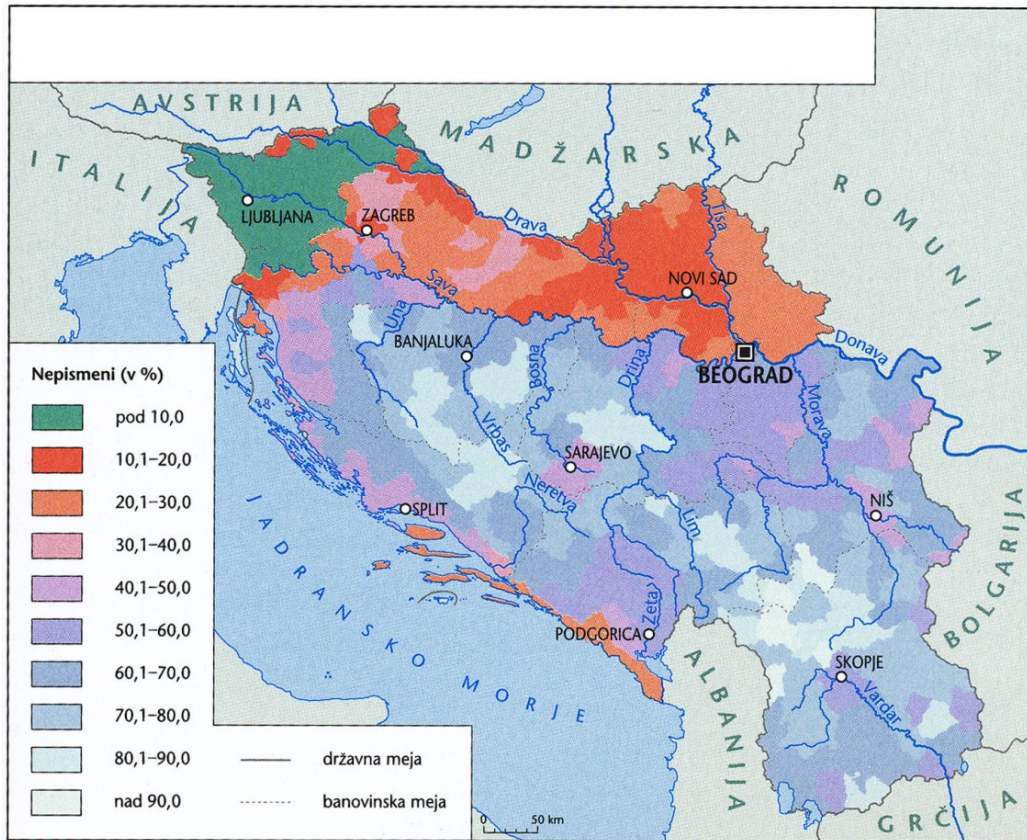 AVSTRIJA
MADŽARSKA
ITALIJA
ROMUNIJA
LJUBLJANA
ZAGREB
Drava
Tisa
NOVI SAD
Sava
Una
BANJALUKA
Bosna
Drina
BEOGRAD
Donava
Vrbas
Morava
SARAJEVO
Neretva
SPLIT
Lim
NIŠ
BOLGARIJA
JADRANSKO MORJE
PODGORICA
Zeta
ALBANIJA
SKOPJE
Vardar
GRČIJA
Nepismeni (v %)
pod 10,0
10,1–20,0
20,1–30,0
30,1–40,0
40,1–50,0
50,1–60,0
60,1–70,0
70,1–80,0
80,1–90,0
nad 90,0
državna meja
banovinska meja
0 50 km